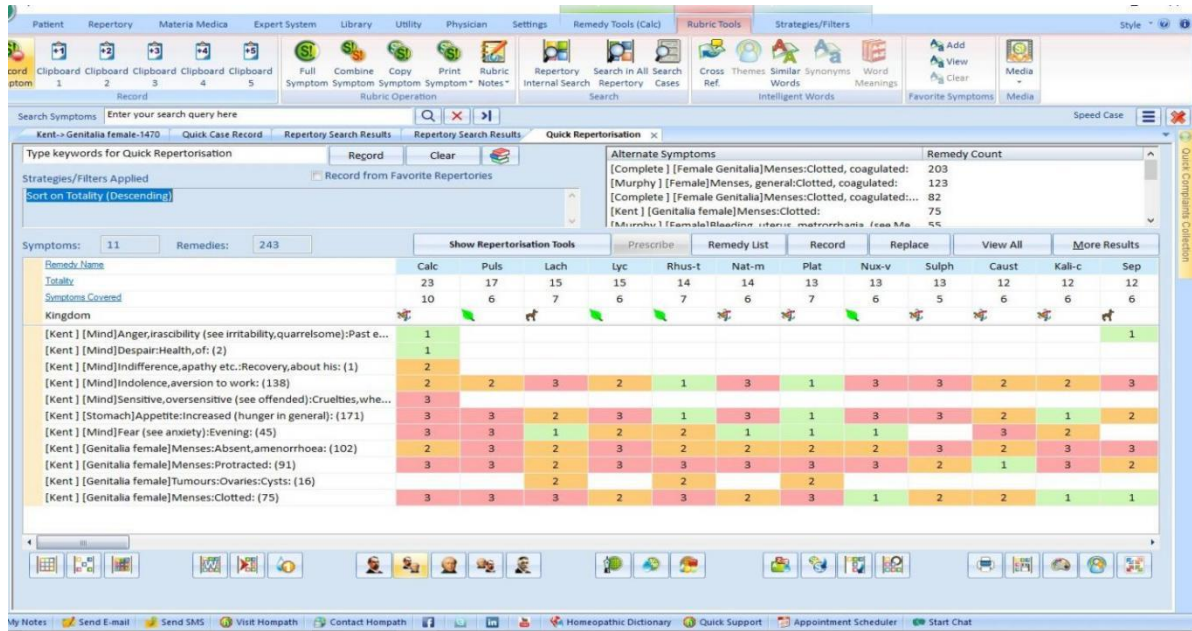 Patient Repertory Materia Medica Expert System Library Utility Physician Settings Remedy Tools (Calc) Rubric Tools Strategies/Filters Style
+1 +2 +3 +4 +5
cord Clipboard Clipboard Clipboard Clipboard Clipboard Full Combine Copy Print Rubric Repertory Search in All Search Cross Themes Similar Synonyms Word Media
ptom 1 2 3 4 5 Symptom Symptom Symptom Symptom Notes Internal Search Repertory Cases Ref. Words Meanings
Add
View
Clear
Record Rubric Operation Search Intelligent Words Favorite Symptoms Media
Search Symptoms Enter your search query here Speed Case
Kent-> Genitalia female-1470 Quick Case Record Repertory Search Results Repertory Search Results Quick Repertorisation
Type keywords for Quick Repertorisation Record Clear
Strategies/Filters Applied Record from Favorite Repertories
Sort on Totality (Descending)
Alternate Symptoms Remedy Count
[Complete ] [Female Genitalia]Menses:Clotted, coagulated: 203
[Murphy ] [Female]Menses, general:Clotted, coagulated: 123
[Complete ] [Female Genitalia]Menses:Clotted, coagulated:... 82
[Kent ] [Genitalia female]Menses:Clotted: 75
[Murphy ] [Female]Bleeding, uterus, metrorrhagia, (see Me... 55
Quick Complaints Collection
Symptoms: 11 Remedies: 243 Show Repertorisation Tools Prescribe Remedy List Record Replace View All More Results
Remedy Name Calc Puls Lach Lyc Rhus-t Nat-m Plat Nux-v Sulph Caust Kali-c Sep
Totality 23 17 15 15 14 14 13 13 13 12 12 12
Symptoms Covered 10 6 7 6 7 6 7 6 5 6 6 6
Kingdom
[Kent ] [Mind]Anger,irascibility (see irritability,quarrelsome):Past e... 1 1
[Kent ] [Mind]Despair:Health,of: (2) 1
[Kent ] [Mind]Indifference,apathy etc.:Recovery,about his: (1) 2
[Kent ] [Mind]Indolence,aversion to work: (138) 2 2 3 2 1 3 1 3 3 2 2 3
[Kent ] [Mind]Sensitive,oversensitive (see offended):Cruelties,whe... 3
[Kent ] [Stomach]Appetite:Increased (hunger in general): (171) 3 3 2 3 1 3 1 3 3 2 1 2
[Kent ] [Mind]Fear (see anxiety):Evening: (45) 3 3 1 2 2 1 1 1 3 2
[Kent ] [Genitalia female]Menses:Absent,amenorrhoea: (102) 2 3 2 3 2 2 2 2 3 2 3 3
[Kent ] [Genitalia female]Menses:Protracted: (91) 3 3 2 3 3 3 3 3 2 1 3 2
[Kent ] [Genitalia female]Tumours:Ovaries:Cysts: (16) 2 2 2
[Kent ] [Genitalia female]Menses:Clotted: (75) 3 3 3 2 3 2 3 1 2 2 1 1
My Notes Send E-mail Send SMS Visit Hompath Contact Hompath Homeopathic Dictionary Quick Support Appointment Scheduler Start Chat